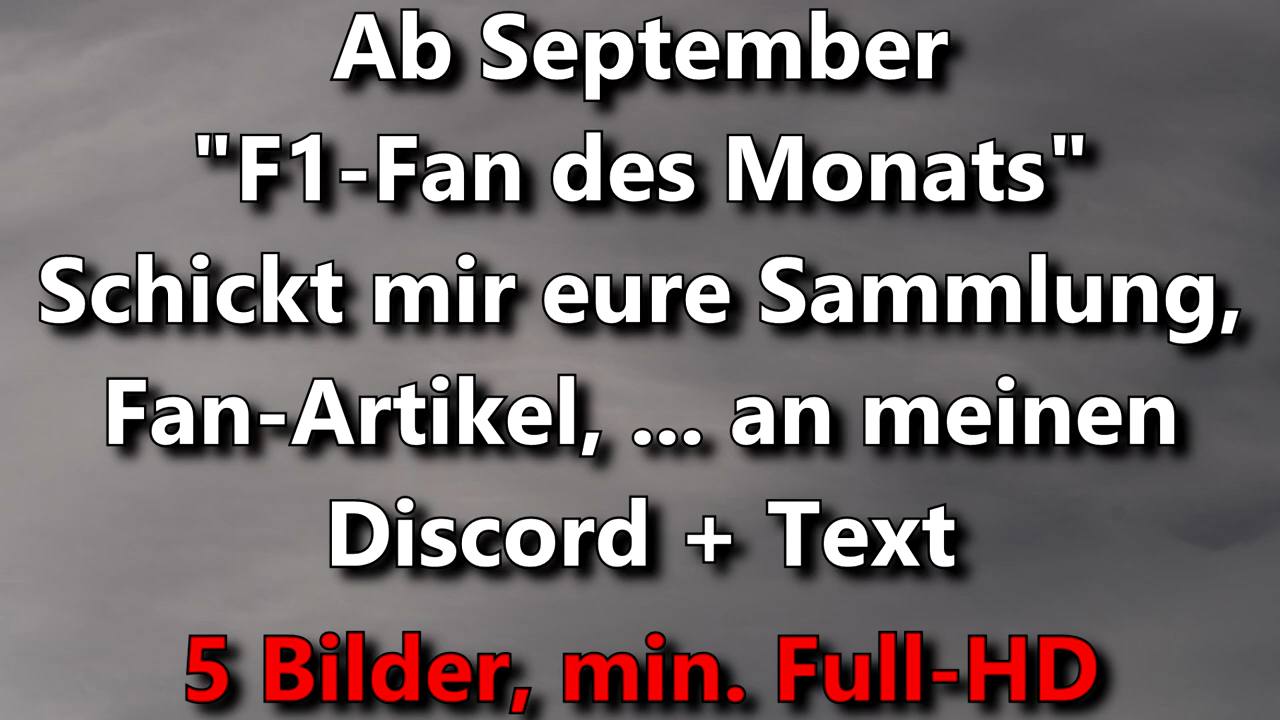 Ab September
"F1-Fan des Monats"
Schickt mir eure Sammlung,
Fan-Artikel, ... an meinen
Discord + Text
5 Bilder, min. Full-HD